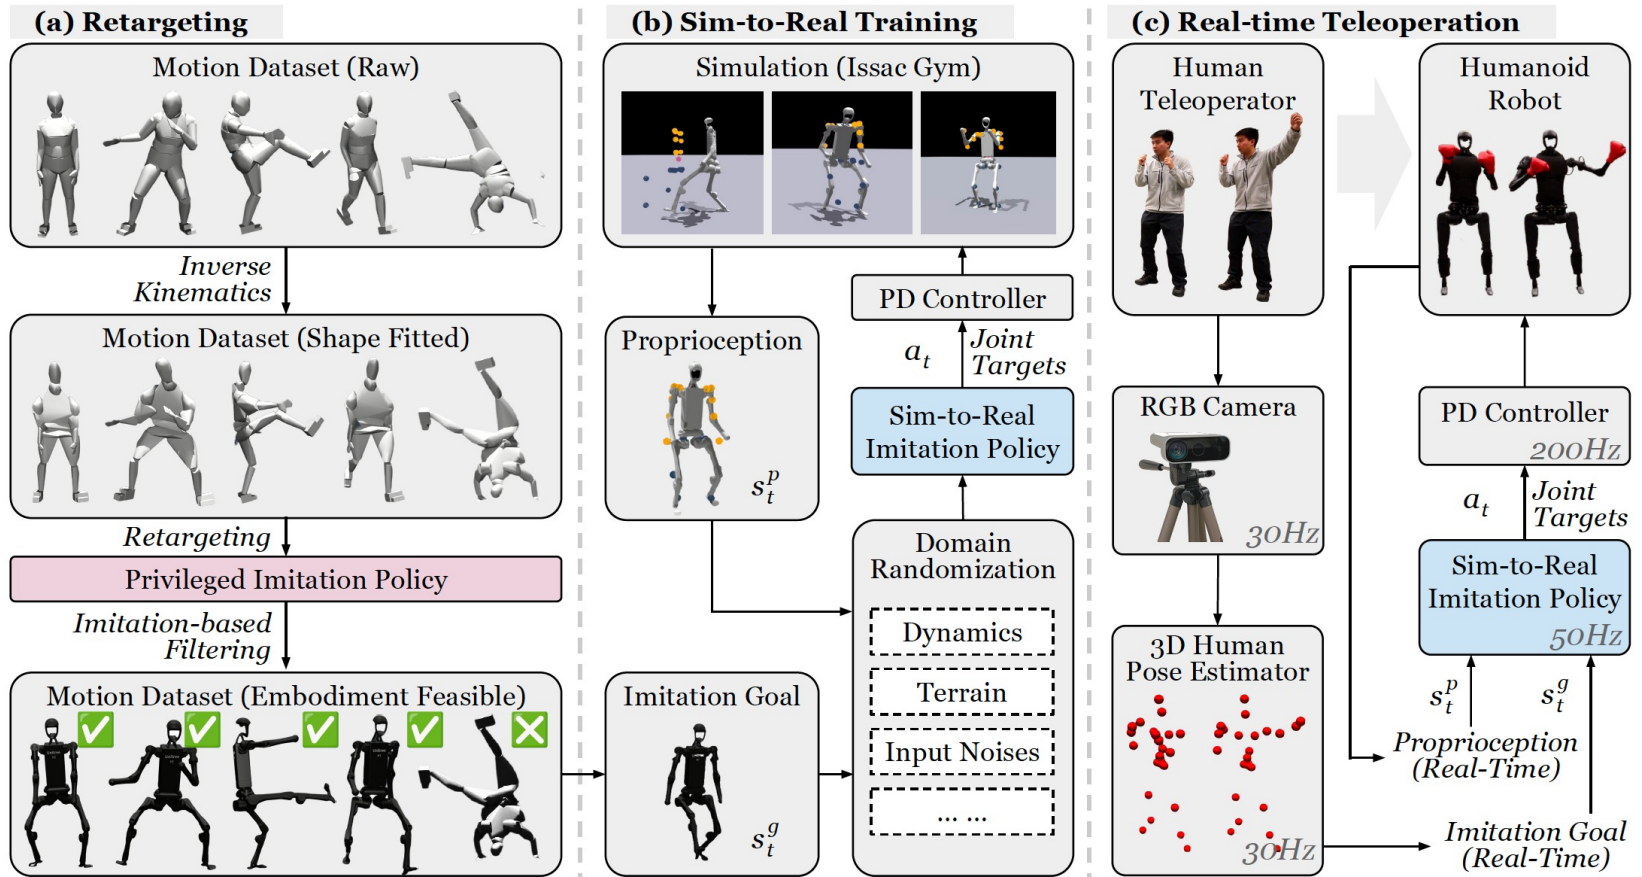 (a) Retargeting
Motion Dataset (Raw)
Inverse
Kinematics
Motion Dataset (Shape Fitted)
Retargeting
Privileged Imitation Policy
Imitation-based
Filtering
Motion Dataset (Embodiment Feasible)
(b) Sim-to-Real Training
Simulation (Issac Gym)
PD Controller
Proprioception
a_t
Joint
Targets
Sim-to-Real
Imitation Policy
s_t^p
Domain
Randomization
Dynamics
Terrain
Input Noises
... ...
Imitation Goal
s_t^g
(c) Real-time Teleoperation
Human
Teleoperator
Humanoid
Robot
RGB Camera
30Hz
PD Controller
200Hz
a_t
Joint
Targets
Sim-to-Real
Imitation Policy
50Hz
3D Human
Pose Estimator
30Hz
s_t^p
s_t^g
Proprioception
(Real-Time)
Imitation Goal
(Real-Time)